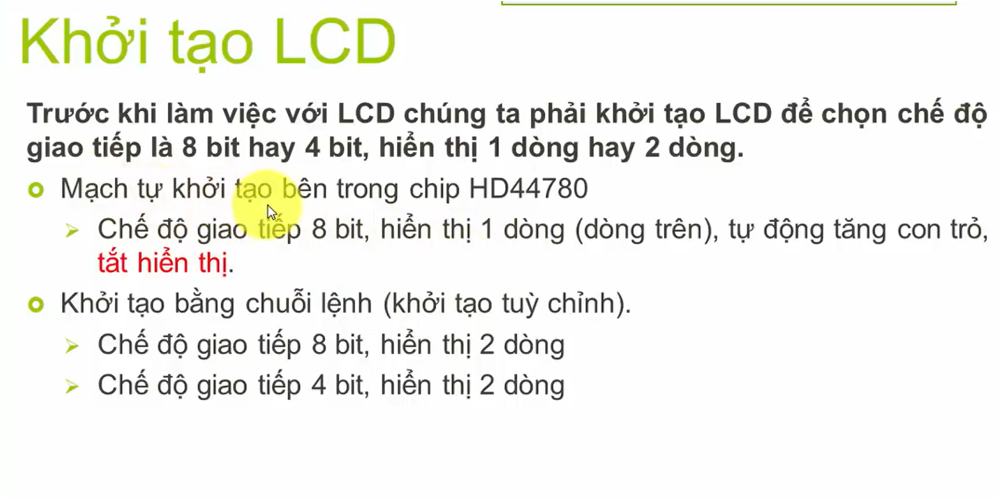 Khởi tạo LCD
Trước khi làm việc với LCD chúng ta phải khởi tạo LCD để chọn chế độ
giao tiếp là 8 bit hay 4 bit, hiển thị 1 dòng hay 2 dòng.
Mạch tự khởi tạo bên trong chip HD44780
Chế độ giao tiếp 8 bit, hiển thị 1 dòng (dòng trên), tự động tăng con trỏ,
tắt hiển thị.
Khởi tạo bằng chuỗi lệnh (khởi tạo tuỳ chỉnh).
Chế độ giao tiếp 8 bit, hiển thị 2 dòng
Chế độ giao tiếp 4 bit, hiển thị 2 dòng